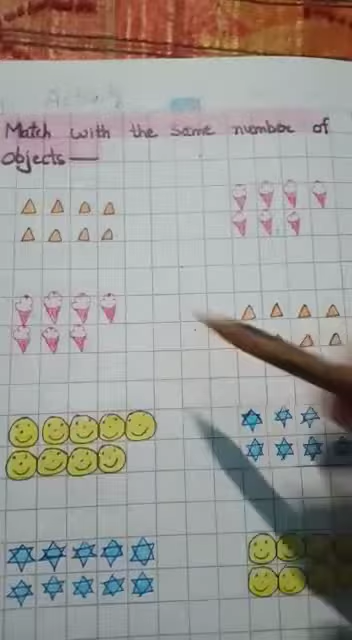 Match with the same number of
objects—